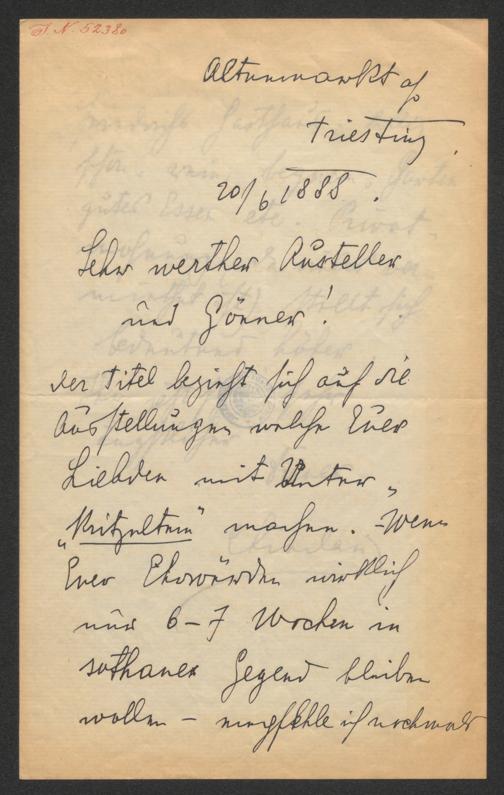 I. N. 52380
Altenmarkt a/
Triesting
20/6 1888.
Sehr werther Austeller
und Gönner!
der Titel bezieht sich auf die
Ausstellungen welche Euer
Liebden mit Unter„
„Kritzeltem“ machen. – Wenn
Euer Ehrwürden wirklich
nur 6–7 Wochen in
sothaner Gegend bleiben
wollen – empfehle ich nochmals